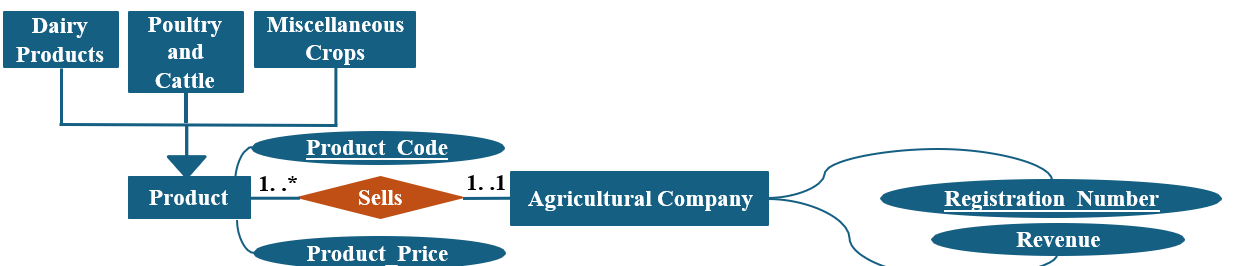 Dairy
Products
Poultry
and
Cattle
Miscellaneous
Crops
Product_Code
Product
1. .*
Sells
1. .1
Agricultural Company
Registration_Number
Revenue
Product_Price